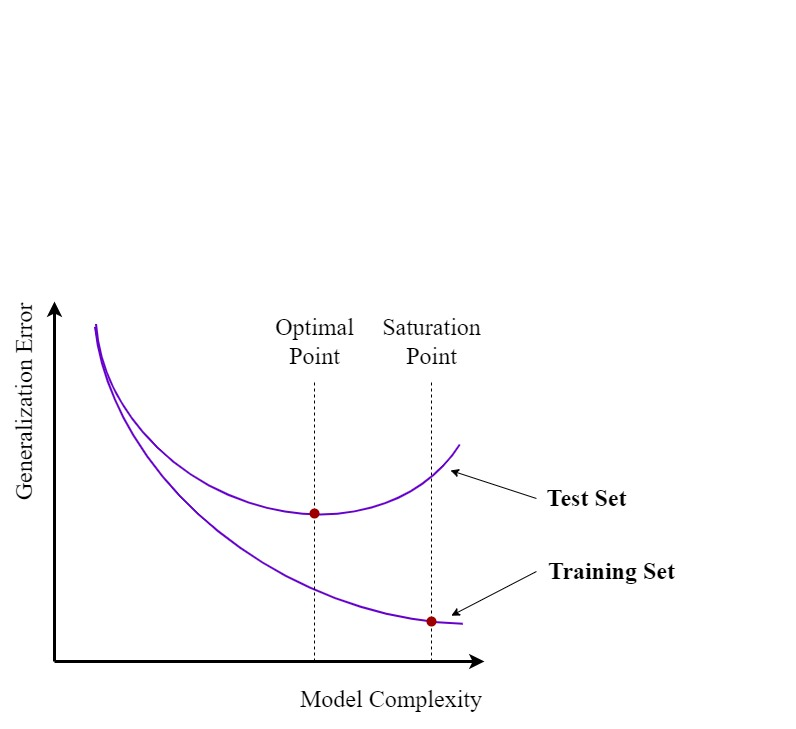 Optimal
Point
Saturation
Point
Generalization Error
Test Set
Training Set
Model Complexity